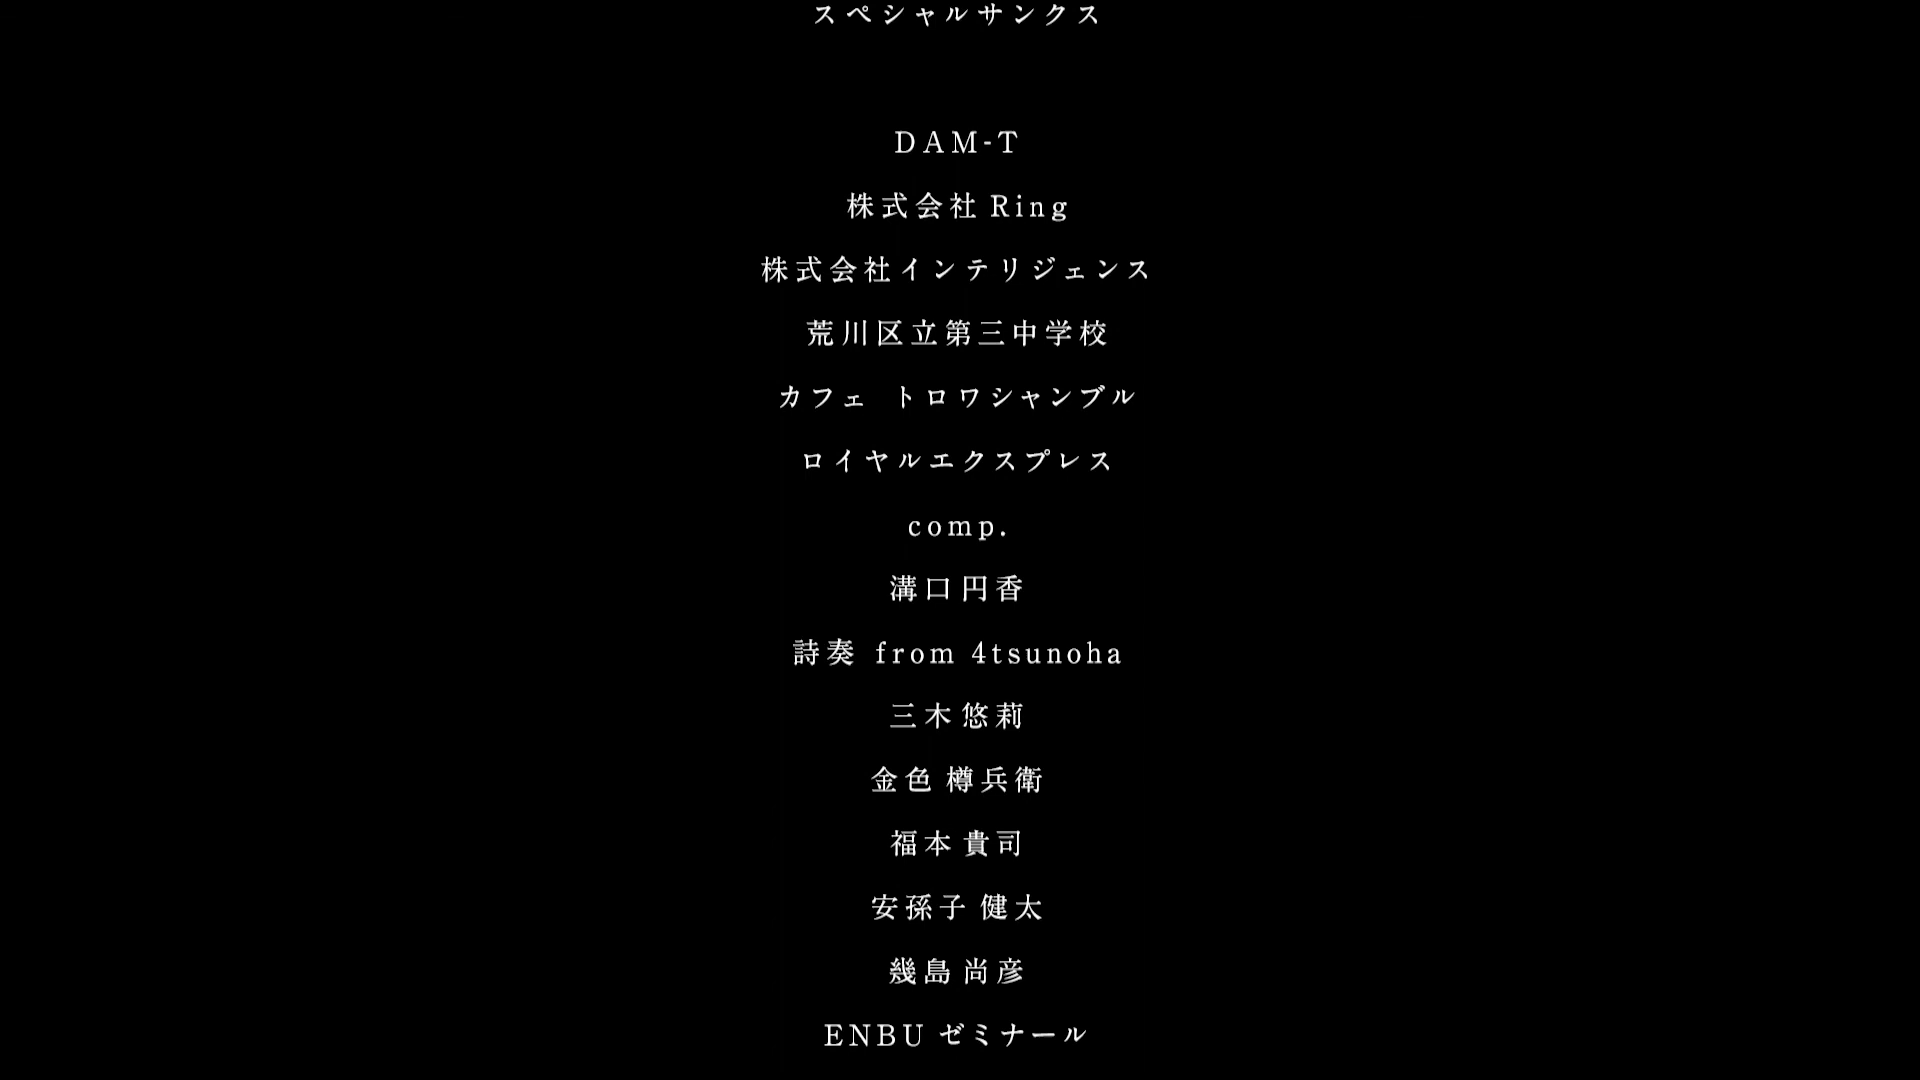 スペシャルサンクス
DAM-T
株式会社 Ring
株式会社インテリジェンス
荒川区立第三中学校
カフェ トロワシャンブル
ロイヤルエクスプレス
comp.
溝口 円香
詩奏 from 4tsunoha
三木 悠莉
金色 樽兵衛
福本 貴司
安孫子 健太
幾島 尚彦
ENBU ゼミナール